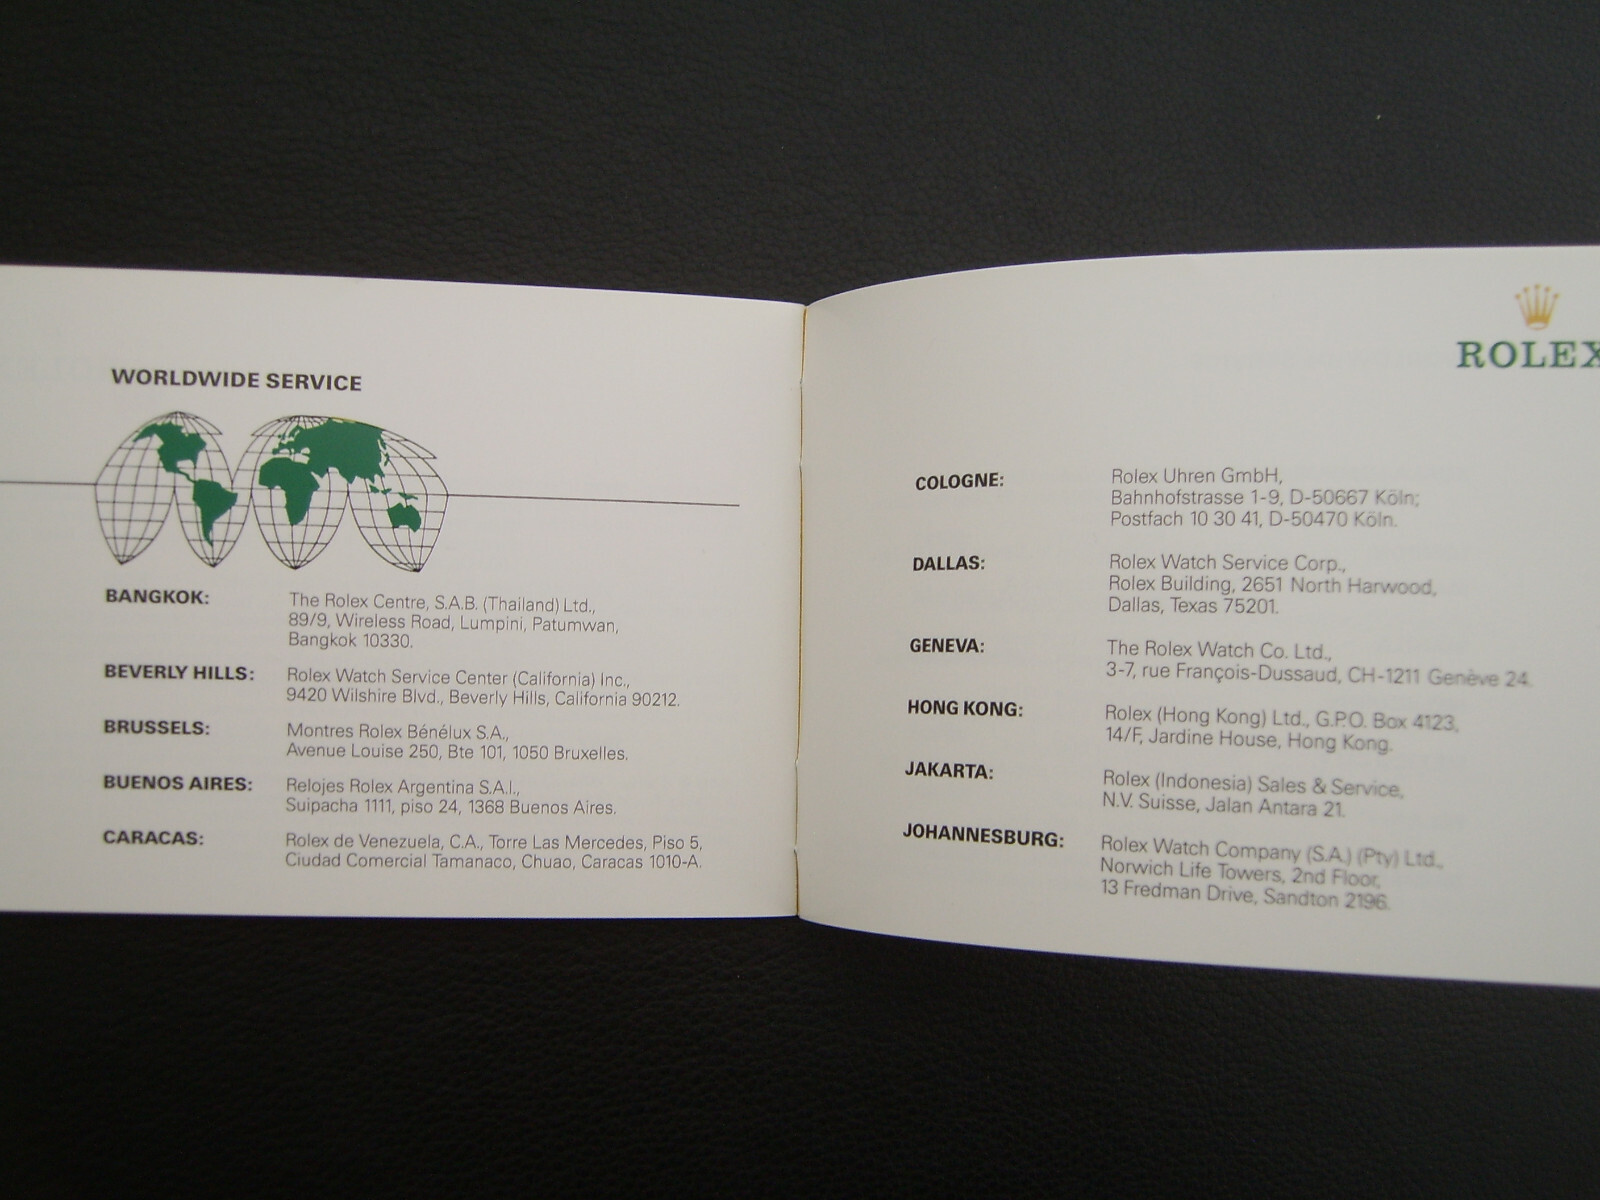 WORLDWIDE SERVICE
BANGKOK: The Rolex Centre, S.A.B. (Thailand) Ltd.,
89/9, Wireless Road, Lumpini, Patumwan,
Bangkok 10330.
BEVERLY HILLS: Rolex Watch Service Center (California) Inc.,
9420 Wilshire Blvd., Beverly Hills, California 90212.
BRUSSELS: Montres Rolex Bénélux S.A.,
Avenue Louise 250, Bte 101, 1050 Bruxelles.
BUENOS AIRES: Relojes Rolex Argentina S.A.I.,
Suipacha 1111, piso 24, 1368 Buenos Aires.
CARACAS: Rolex de Venezuela, C.A., Torre Las Mercedes, Piso 5,
Ciudad Comercial Tamanaco, Chuao, Caracas 1010-A.
ROLEX
COLOGNE: Rolex Uhren GmbH,
Bahnhofstrasse 1-9, D-50667 Köln;
Postfach 10 30 41, D-50470 Köln.
DALLAS: Rolex Watch Service Corp.,
Rolex Building, 2651 North Harwood,
Dallas, Texas 75201.
GENEVA: The Rolex Watch Co. Ltd.,
3-7, rue François-Dussaud, CH-1211 Genève 24.
HONG KONG: Rolex (Hong Kong) Ltd., G.P.O. Box 4123,
14/F, Jardine House, Hong Kong.
JAKARTA: Rolex (Indonesia) Sales & Service,
N.V. Suisse, Jalan Antara 21.
JOHANNESBURG: Rolex Watch Company (S.A.) (Pty) Ltd.,
Norwich Life Towers, 2nd Floor,
13 Fredman Drive, Sandton 2196.